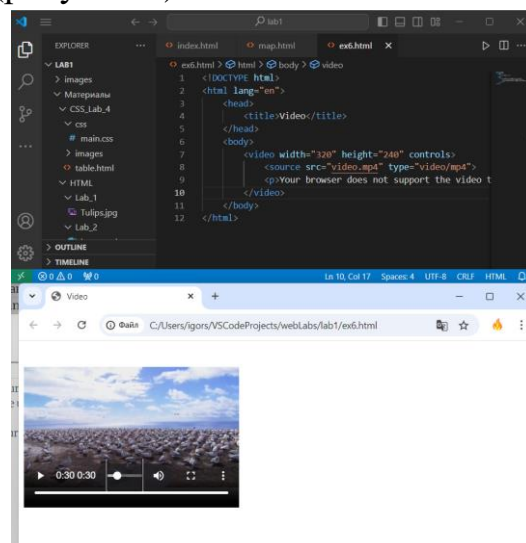 lab1
EXPLORER ... index.html map.html ex6.html
LAB1
ex6.html > html > body > video
> images
Материалы
CSS_Lab_4
css
# main.css
> images
table.html
HTML
Lab_1
Tulips.jpg
Lab_2
> OUTLINE
> TIMELINE
1 <!DOCTYPE html>
2 <html lang="en">
3 <head>
4 <title>Video</title>
5 </head>
6 <body>
7 <video width="320" height="240" controls>
8 <source src="video.mp4" type="video/mp4">
9 <p>Your browser does not support the video t
10 </video>
11 </body>
12 </html>
0 0 0 Ln 10, Col 17 Spaces: 4 UTF-8 CRLF HTML
Video
Файл C:/Users/igors/VSCodeProjects/webLabs/lab1/ex6.html
0:30 0:30